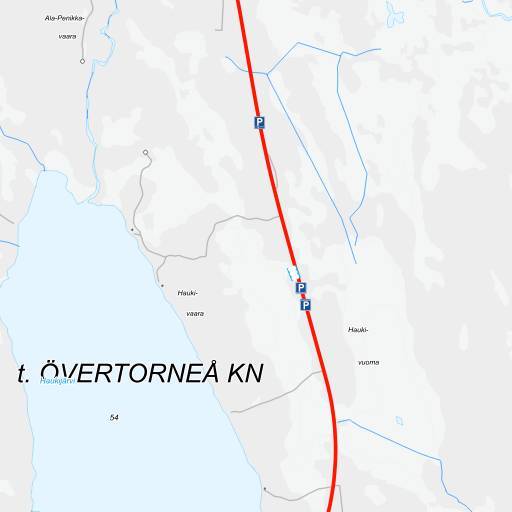 Ala-Penikka-
vaara
P
P
P
Hauki-
vaara
Hauki-
vuoma
t. ÖVERTORNEÅ KN
Haukijärvi
54